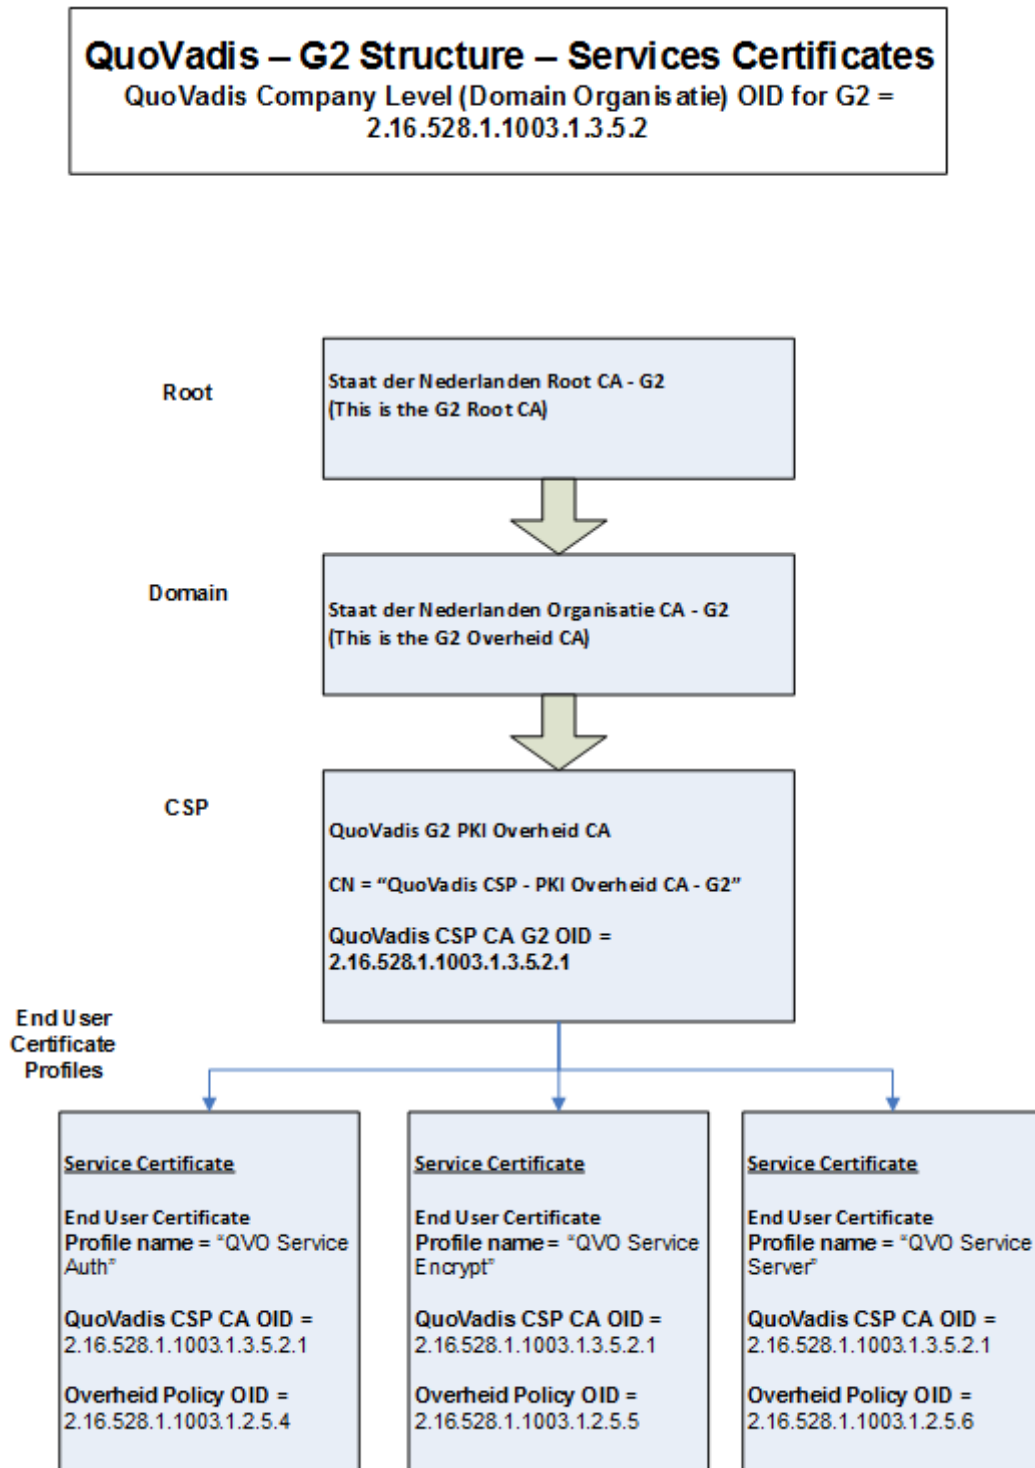 QuoVadis – G2 Structure – Services Certificates
QuoVadis Company Level (Domain Organisatie) OID for G2 =
2.16.528.1.1003.1.3.5.2
Root
Staat der Nederlanden Root CA - G2
(This is the G2 Root CA)
Domain
Staat der Nederlanden Organisatie CA - G2
(This is the G2 Overheid CA)
CSP
QuoVadis G2 PKI Overheid CA
CN = “QuoVadis CSP - PKI Overheid CA - G2”
QuoVadis CSP CA G2 OID =
2.16.528.1.1003.1.3.5.2.1
End User
Certificate
Profiles
Service Certificate
End User Certificate
Profile name = “QVO Service
Auth”
QuoVadis CSP CA OID =
2.16.528.1.1003.1.3.5.2.1
Overheid Policy OID =
2.16.528.1.1003.1.2.5.4
Service Certificate
End User Certificate
Profile name = “QVO Service
Encrypt”
QuoVadis CSP CA OID =
2.16.528.1.1003.1.3.5.2.1
Overheid Policy OID =
2.16.528.1.1003.1.2.5.5
Service Certificate
End User Certificate
Profile name = “QVO Service
Server”
QuoVadis CSP CA OID =
2.16.528.1.1003.1.3.5.2.1
Overheid Policy OID =
2.16.528.1.1003.1.2.5.6